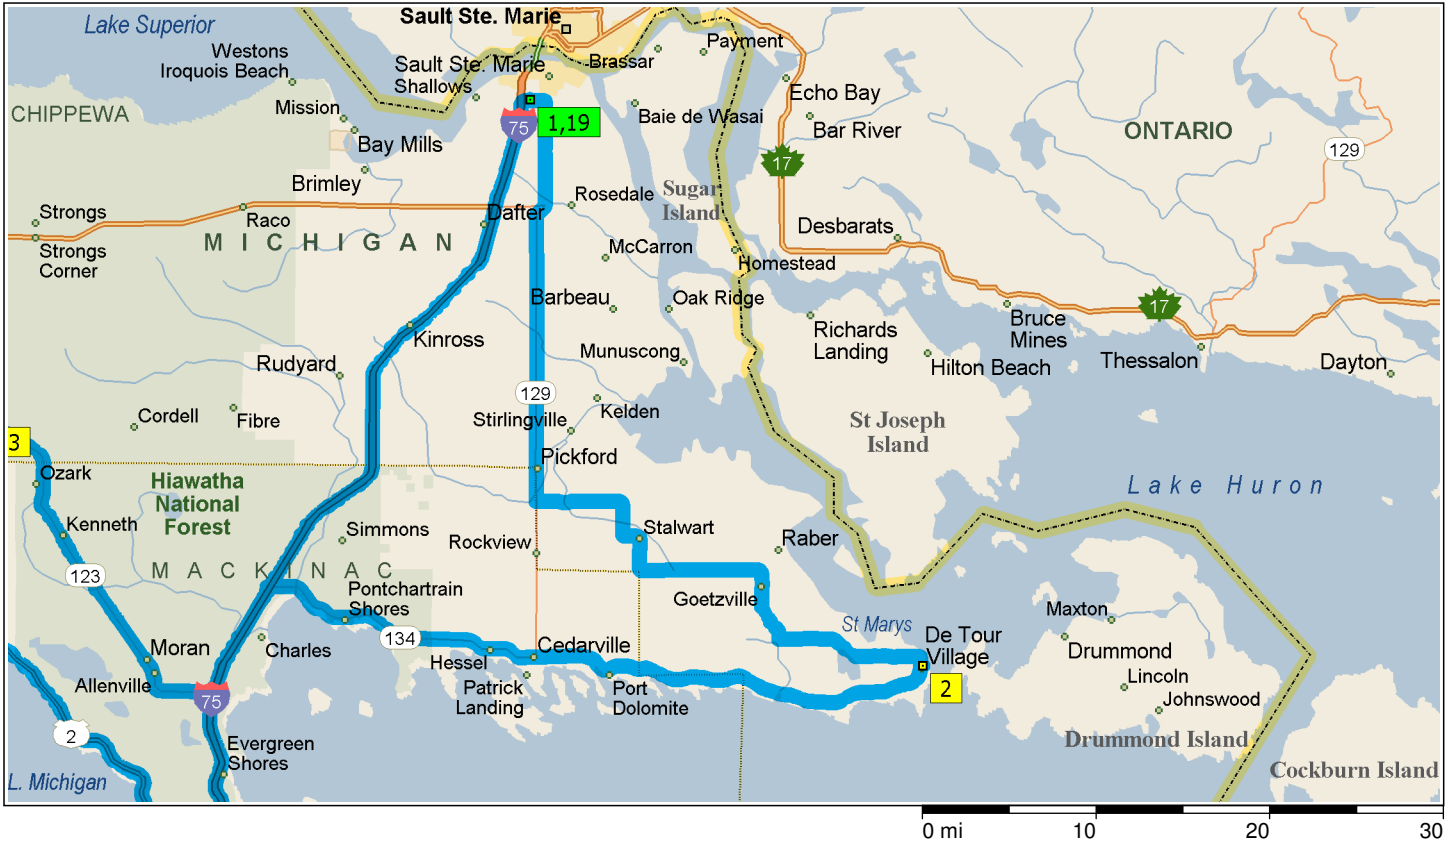 Sault Ste. Marie
Lake Superior
Westons
Iroquois Beach
Sault Ste. Marie
Shallows
Brassar
Payment
CHIPPEWA
Mission
Bay Mills
Brimley
75
1,19
Baie de Wasai
Echo Bay
Bar River
ONTARIO
129
17
Strongs
Strongs
Corner
Raco
Dafter
Rosedale
Sugar
Island
MICHIGAN
McCarron
Desbarats
Homestead
Barbeau
Oak Ridge
Kinross
Munuscong
Richards
Landing
Hilton Beach
Bruce
Mines
17
Thessalon
Dayton
Rudyard
Cordell
Fibre
129
Stirlingville
Kelden
St Joseph
Island
3
Ozark
Pickford
Hiawatha
National
Forest
Lake Huron
Kenneth
Simmons
Rockview
Stalwart
Raber
123
MACKINAC
Pontchartrain
Shores
Goetzville
St Marys
Maxton
De Tour
Village
Drummond
Moran
Charles
134
Hessel
Cedarville
Lincoln
Allenville
75
Patrick
Landing
Port
Dolomite
2
Johnswood
2
Evergreen
Shores
Drummond Island
L. Michigan
Cockburn Island
0 mi
10
20
30